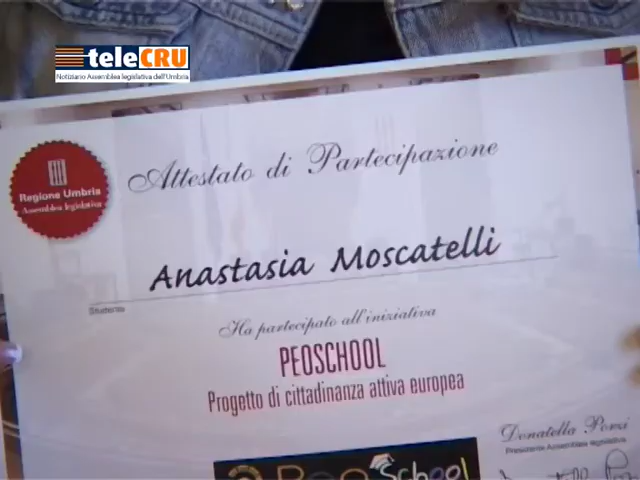 teleCRU
Notiziario Assemblea legislativa dell'Umbria
Attestato di Partecipazione
Regione Umbria
Assemblea legislativa
Anastasia Moscatelli
Studente
Ha partecipato all'iniziativa
PEOSCHOOL
Progetto di cittadinanza attiva europea
Donatella Porzi
Presidente Assemblea legislativa
PeoSchool